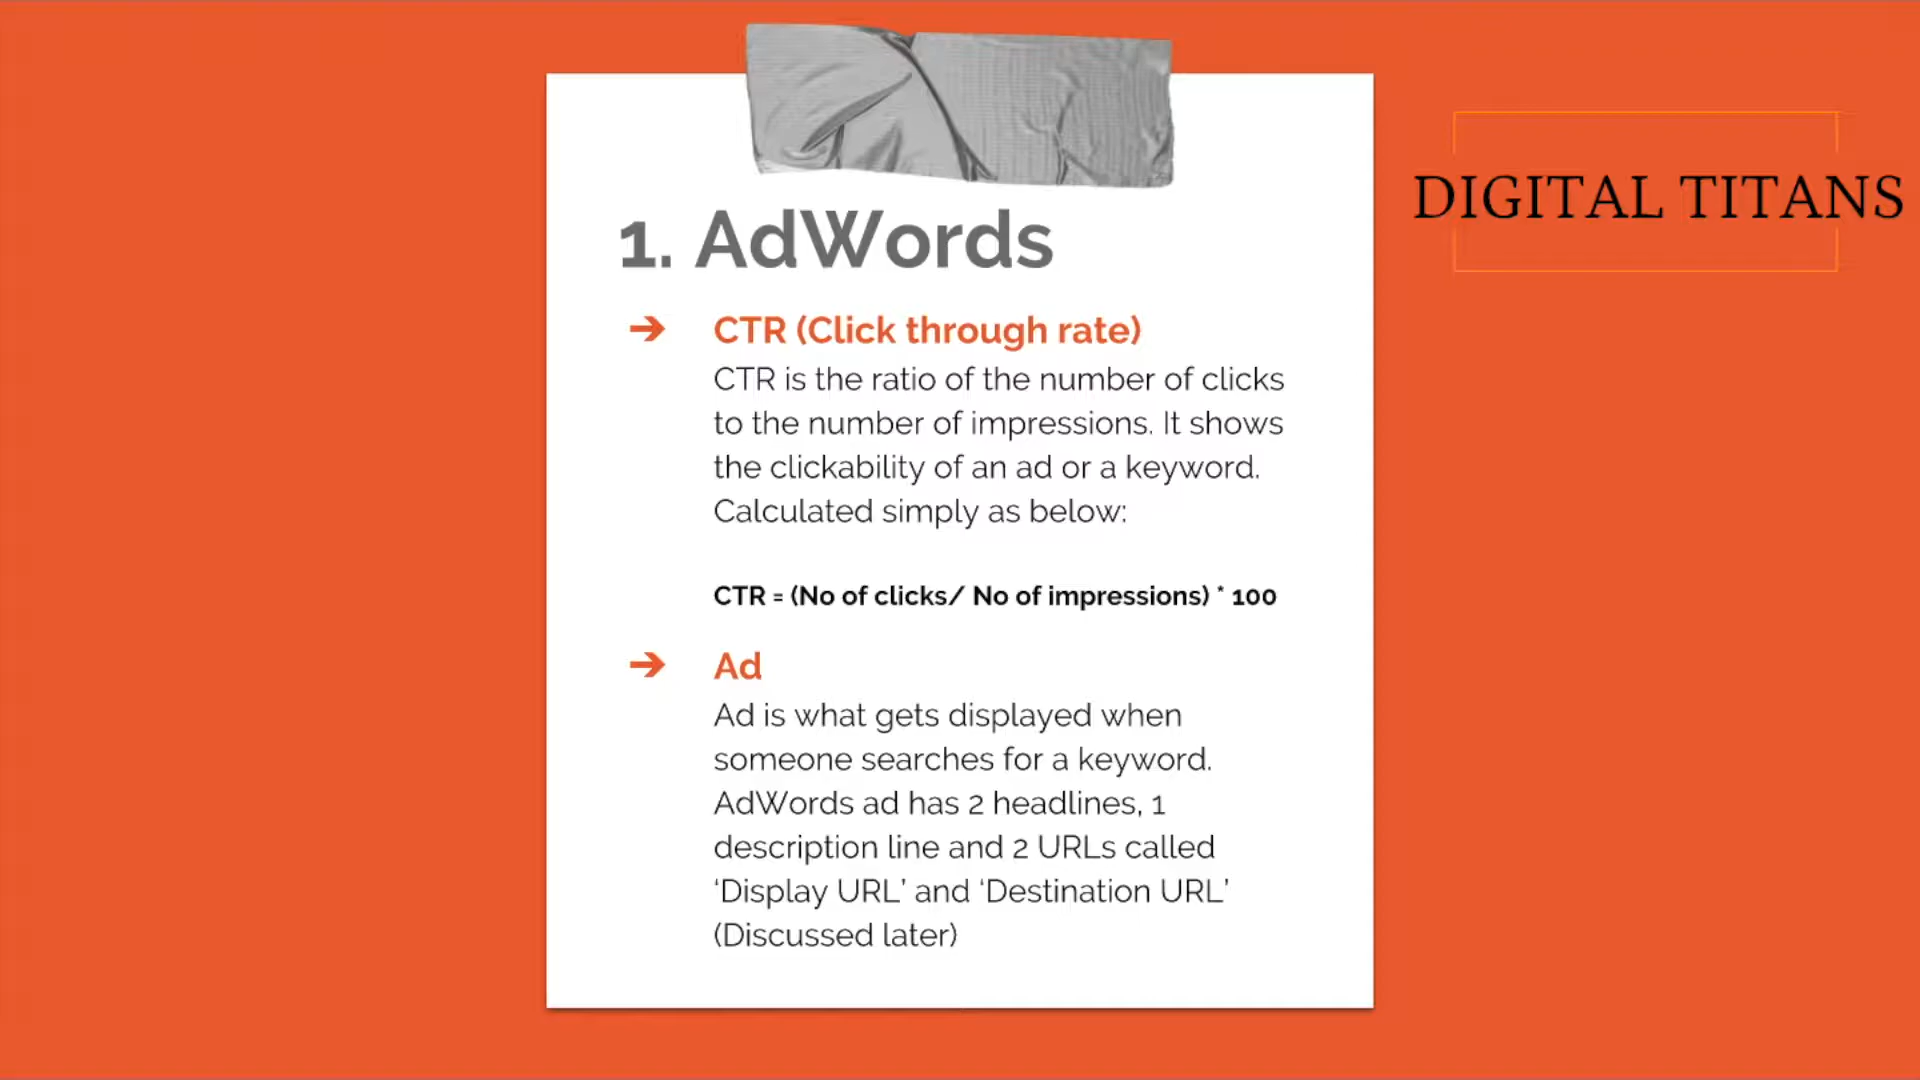 DIGITAL TITANS
1. AdWords
➔ CTR (Click through rate)
CTR is the ratio of the number of clicks
to the number of impressions. It shows
the clickability of an ad or a keyword.
Calculated simply as below:
CTR = (No of clicks/ No of impressions) * 100
➔ Ad
Ad is what gets displayed when
someone searches for a keyword.
AdWords ad has 2 headlines, 1
description line and 2 URLs called
‘Display URL’ and ‘Destination URL’
(Discussed later)